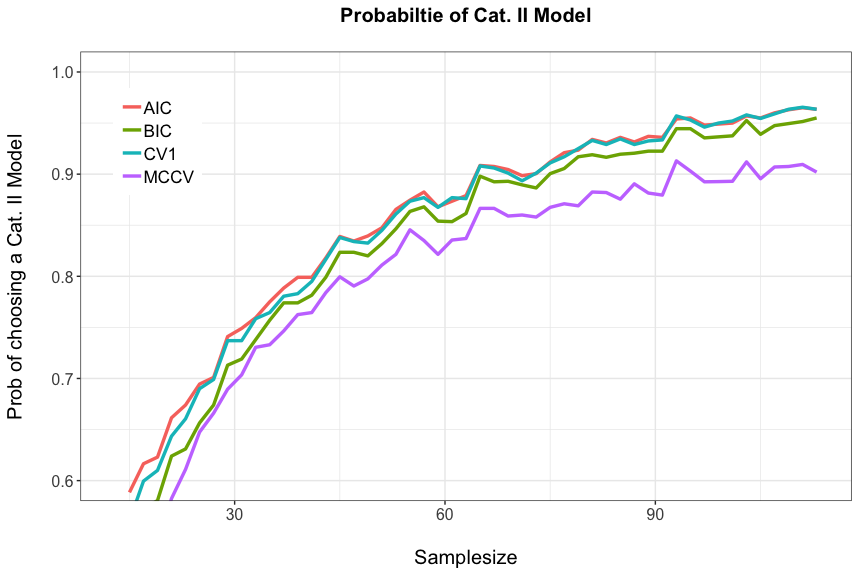 Probabiltie of Cat. II Model
Prob of choosing a Cat. II Model
1.0
0.9
0.8
0.7
0.6
AIC
BIC
CV1
MCCV
30
60
90
Samplesize